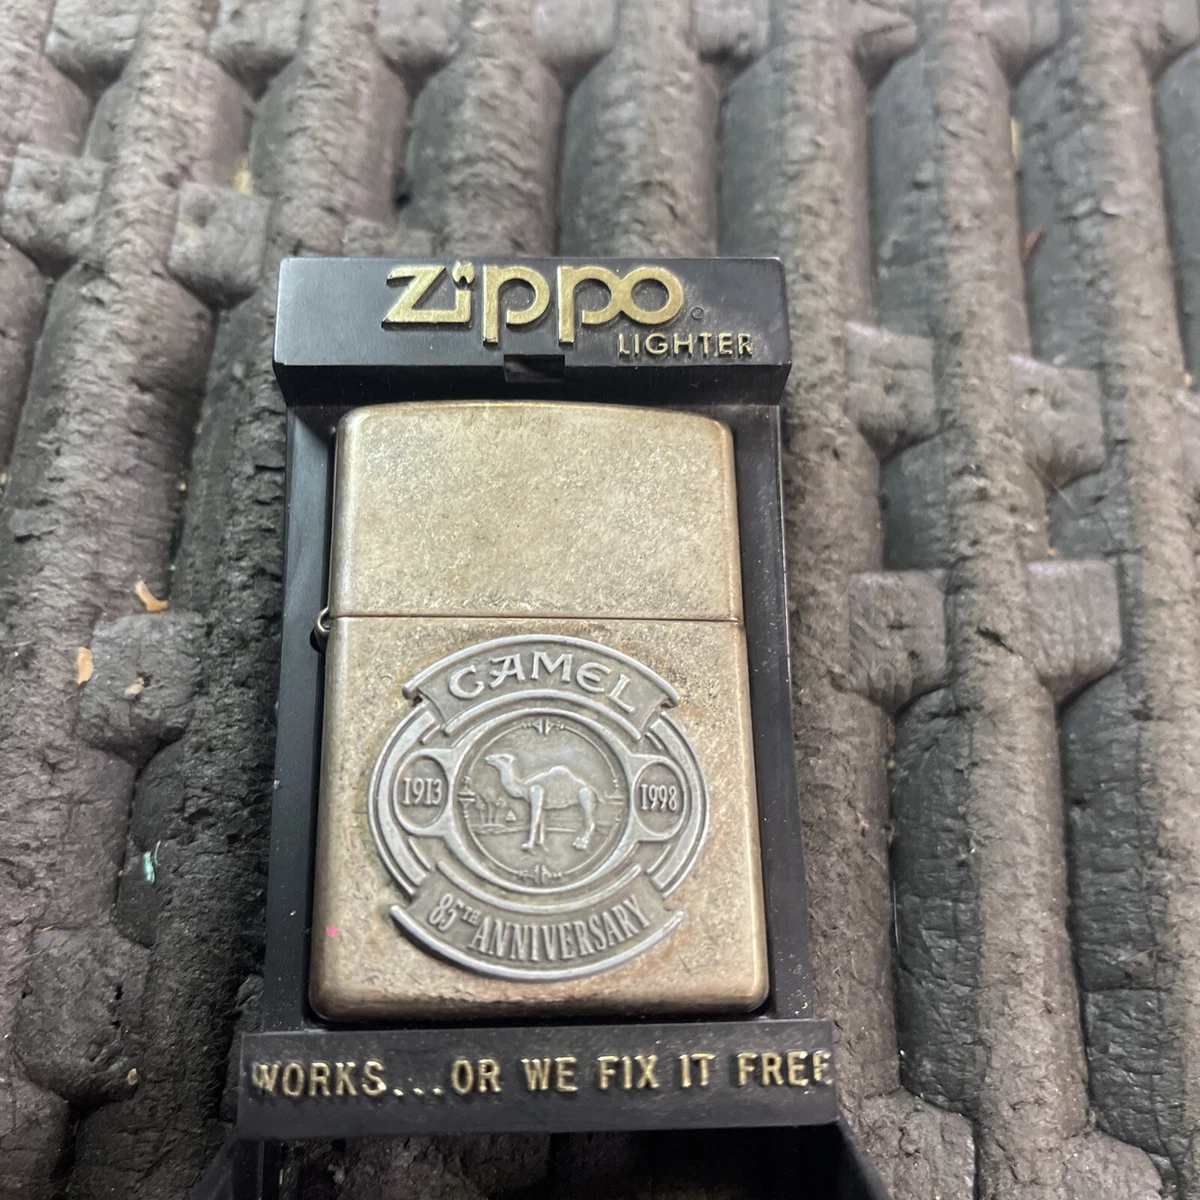 Zippo
LIGHTER
CAMEL
1913 1998
85TH ANNIVERSARY
WORKS...OR WE FIX IT FREE